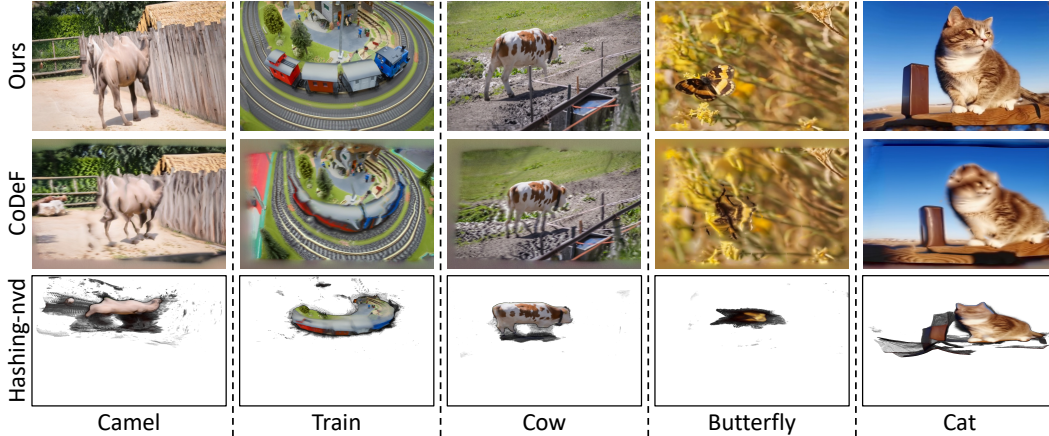 Ours
CoDeF
Hashing-nvd
Camel
Train
Cow
Butterfly
Cat